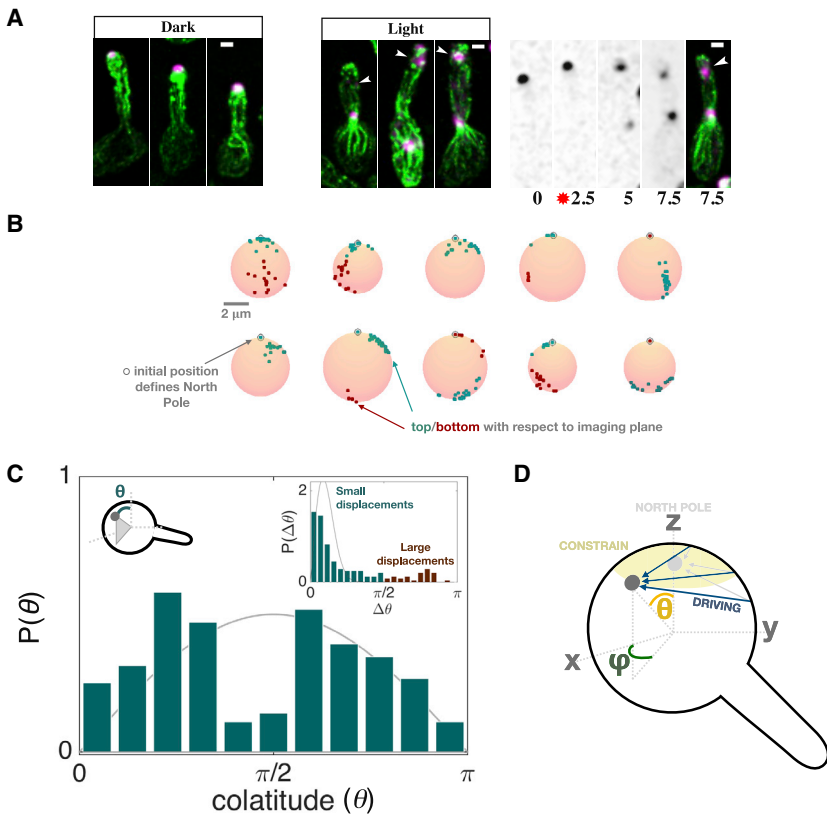 A
Dark
Light
0
2.5
5
7.5
7.5
B
2 μm
initial position
defines North
Pole
top/bottom with respect to imaging plane
C
1
P(θ)
0
0
π/2
π
colatitude (θ)
θ
2
P(Δθ)
0
0
π/2
π
Δθ
Small
displacements
Large
displacements
D
NORTH POLE
z
CONSTRAIN
DRIVING
θ
x
φ
y